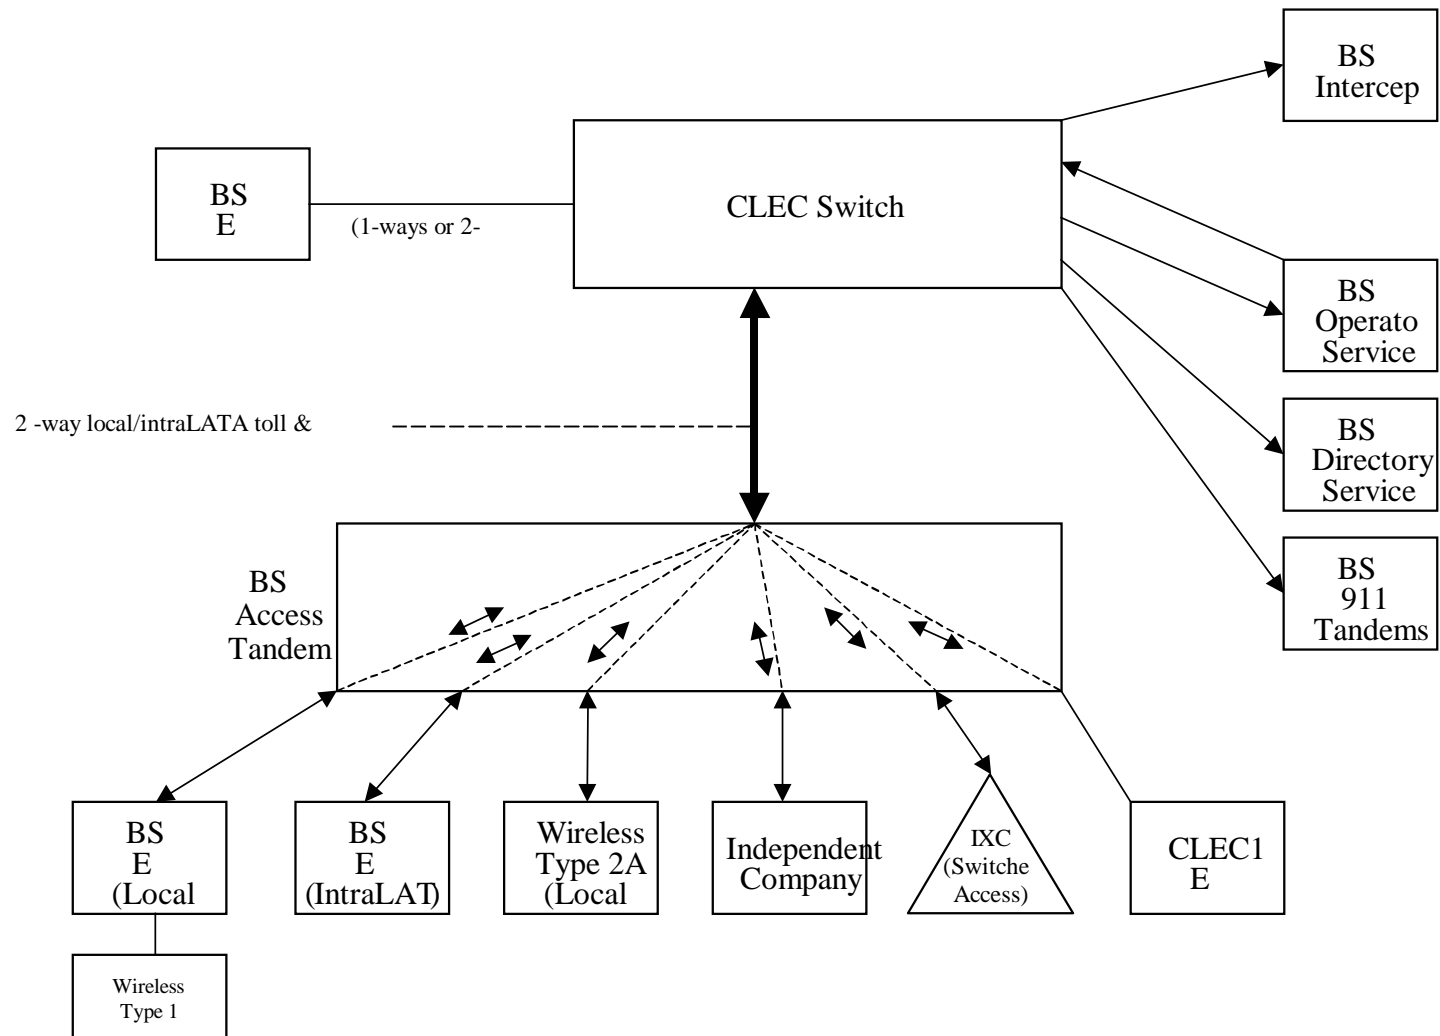 BS
Intercep
BS
E
CLEC Switch
(1-ways or 2-
BS
Operato
Service
2 -way local/intraLATA toll &
BS
Directory
Service
BS
Access
Tandem
BS
911
Tandems
BS
E
(Local
BS
E
(IntraLAT)
Wireless
Type 2A
(Local
Independent
Company
IXC
(Switche
Access)
CLEC1
E
Wireless
Type 1